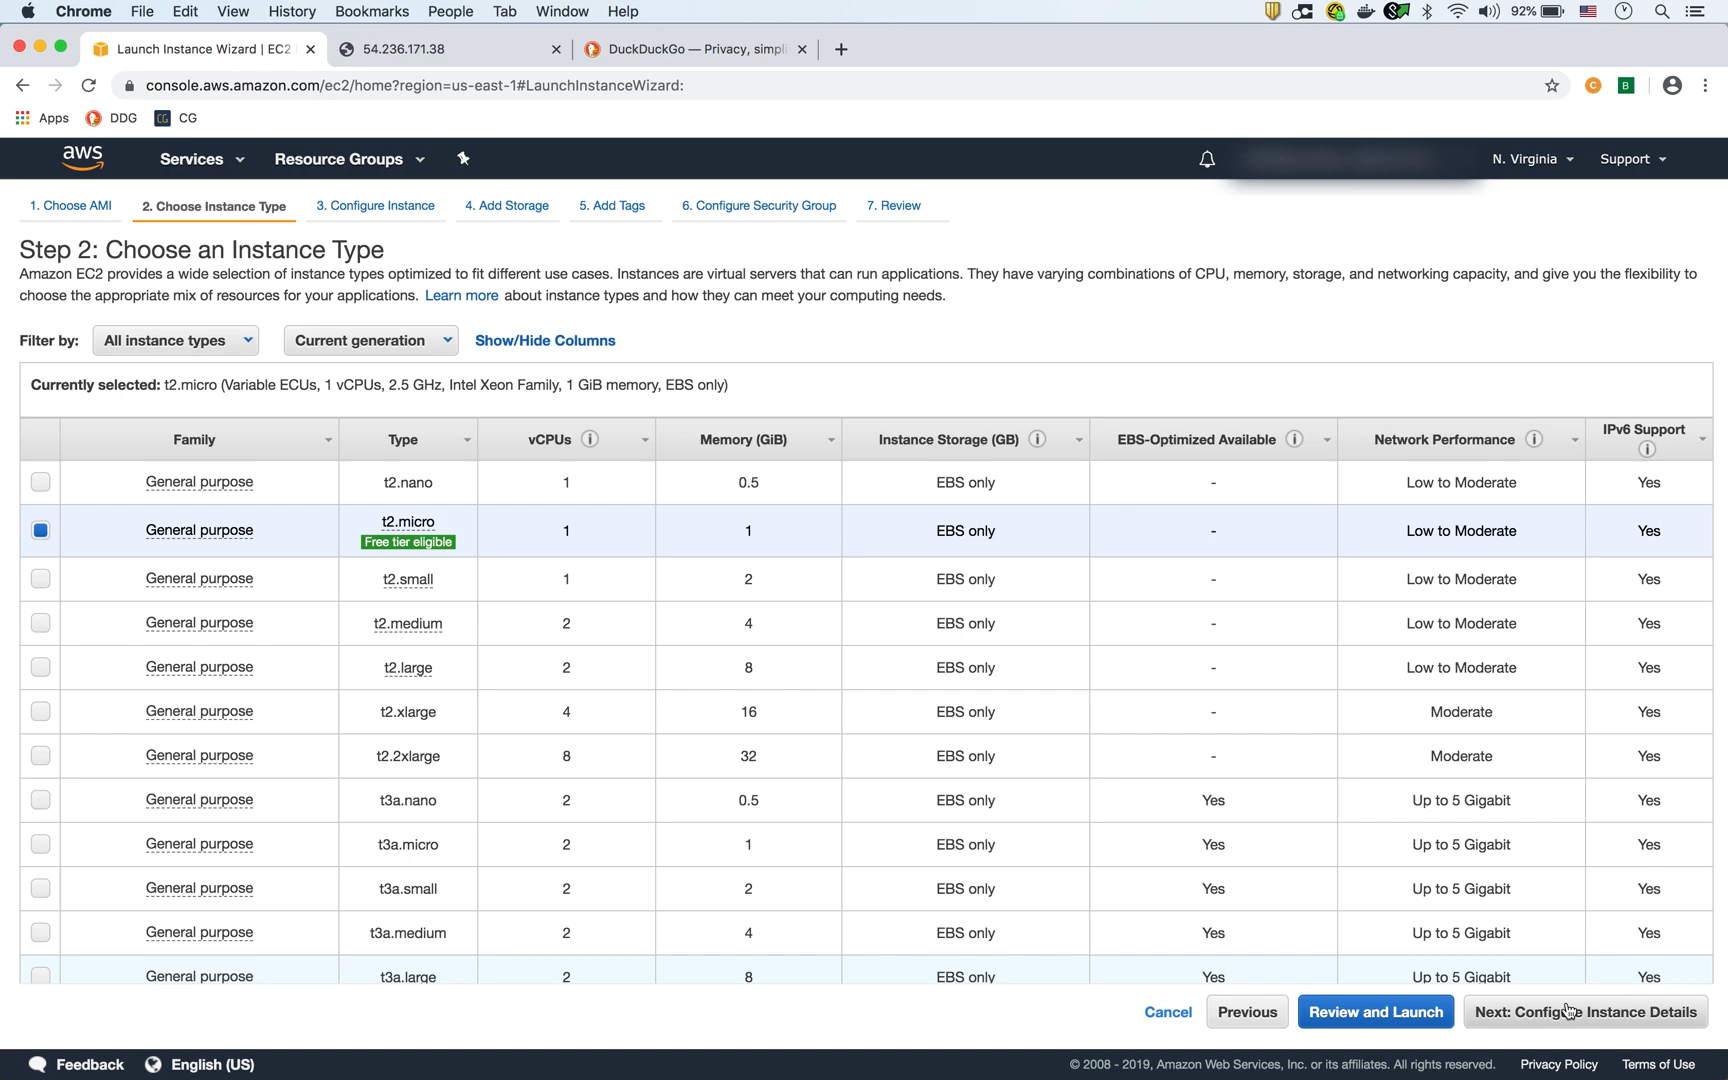 Chrome File Edit View History Bookmarks People Tab Window Help 92%
Launch Instance Wizard | EC2 54.236.171.38 DuckDuckGo — Privacy, simpli
console.aws.amazon.com/ec2/home?region=us-east-1#LaunchInstanceWizard:
Apps DDG CG CG
aws Services Resource Groups N. Virginia Support
1. Choose AMI 2. Choose Instance Type 3. Configure Instance 4. Add Storage 5. Add Tags 6. Configure Security Group 7. Review
Step 2: Choose an Instance Type
Amazon EC2 provides a wide selection of instance types optimized to fit different use cases. Instances are virtual servers that can run applications. They have varying combinations of CPU, memory, storage, and networking capacity, and give you the flexibility to
choose the appropriate mix of resources for your applications. Learn more about instance types and how they can meet your computing needs.
Filter by: All instance types Current generation Show/Hide Columns
Currently selected: t2.micro (Variable ECUs, 1 vCPUs, 2.5 GHz, Intel Xeon Family, 1 GiB memory, EBS only)
Family Type vCPUs Memory (GiB) Instance Storage (GB) EBS-Optimized Available Network Performance IPv6 Support
General purpose t2.nano 1 0.5 EBS only - Low to Moderate Yes
General purpose t2.micro 1 1 EBS only - Low to Moderate Yes
Free tier eligible
General purpose t2.small 1 2 EBS only - Low to Moderate Yes
General purpose t2.medium 2 4 EBS only - Low to Moderate Yes
General purpose t2.large 2 8 EBS only - Low to Moderate Yes
General purpose t2.xlarge 4 16 EBS only - Moderate Yes
General purpose t2.2xlarge 8 32 EBS only - Moderate Yes
General purpose t3a.nano 2 0.5 EBS only Yes Up to 5 Gigabit Yes
General purpose t3a.micro 2 1 EBS only Yes Up to 5 Gigabit Yes
General purpose t3a.small 2 2 EBS only Yes Up to 5 Gigabit Yes
General purpose t3a.medium 2 4 EBS only Yes Up to 5 Gigabit Yes
General purpose t3a.large 2 8 EBS only Yes Up to 5 Gigabit Yes
Cancel Previous Review and Launch Next: Configure Instance Details
Feedback English (US) © 2008 - 2019, Amazon Web Services, Inc. or its affiliates. All rights reserved. Privacy Policy Terms of Use